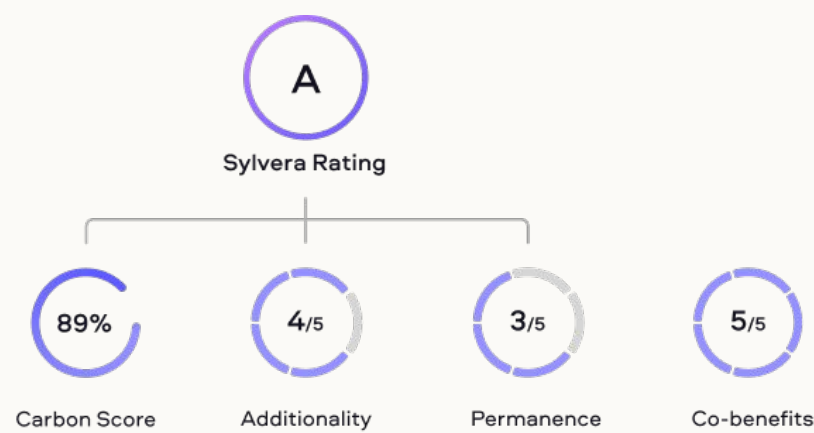 A
Sylvera Rating
89%
4/5
3/5
5/5
Carbon Score
Additionality
Permanence
Co-benefits